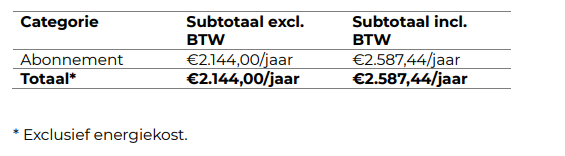 Categorie Subtotaal excl. BTW Subtotaal incl. BTW
Abonnement €2.144,00/jaar €2.587,44/jaar
Totaal* €2.144,00/jaar €2.587,44/jaar
* Exclusief energiekost.